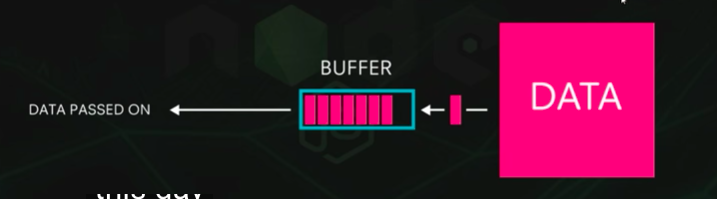 BUFFER
DATA PASSED ON
DATA